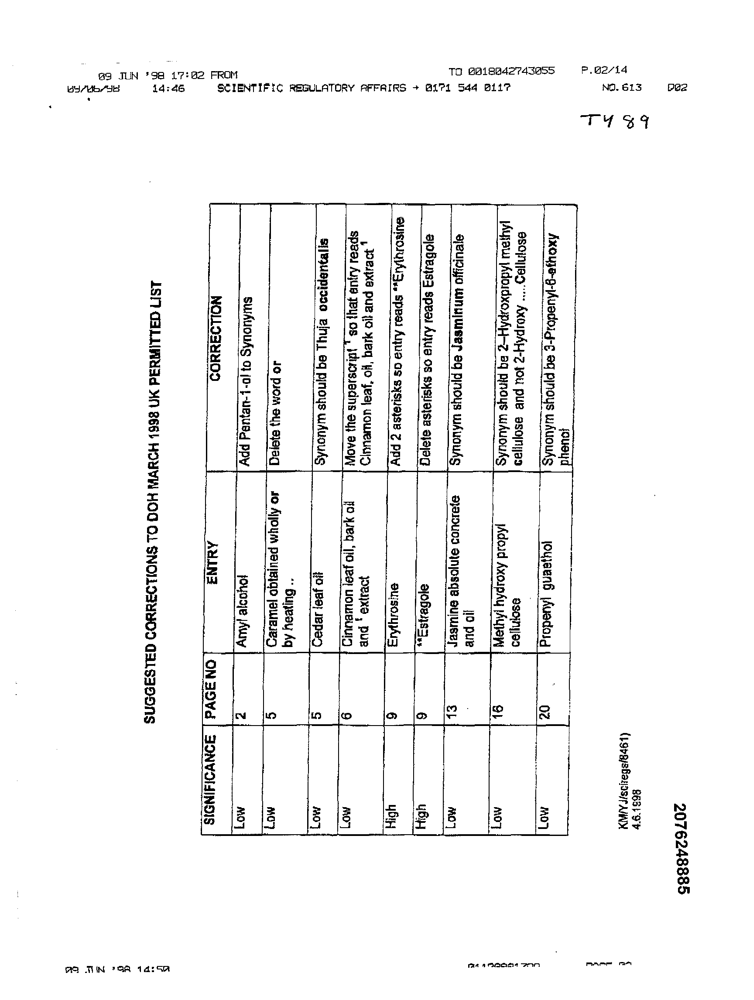 09 JUN '98 17:02 FROM TO 0018042743055 P.02/14
09/06/98 14:46 SCIENTIFIC REGULATORY AFFAIRS → 0171 544 0117 NO.613 D02
TY89
SUGGESTED CORRECTIONS TO DOH MARCH 1998 UK PERMITTED LIST
SIGNIFICANCE PAGE NO ENTRY CORRECTION
Low 2 Amyl alcohol Add Pentan-1-ol to Synonyms
Low 5 Caramel obtained wholly or Delete the word or
by heating ..
Low 5 Cedar leaf oil Synonym should be Thuja occidentalis
Low 6 Cinnamon leaf oil, bark oil Move the superscript ¹ so that entry reads
and ¹ extract Cinnamon leaf, oil, bark oil and extract ¹
High 9 Erythrosine Add 2 asterisks so entry reads **Erythrosine
High 9 **Estragole Delete asterisks so entry reads Estragole
Low 13 Jasmine absolute concrete Synonym should be Jasminum officinale
and oil
Low 16 Methyl hydroxy propyl Synonym should be 2-Hydroxpropyl methyl
cellulose cellulose and not 2-Hydroxy .....Cellulose
Low 20 Propenyl guaethol Synonym should be 3-Propenyl-6-ethoxy
phenol
KM/YJ/sciregs/8461)
4.6.1998
2076248885
09 JUN '98 14:50